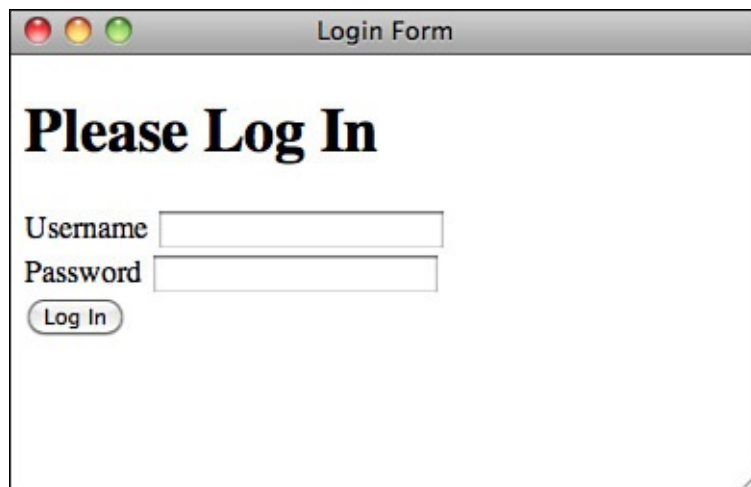 Login Form
Please Log In
Username
Password
Log In